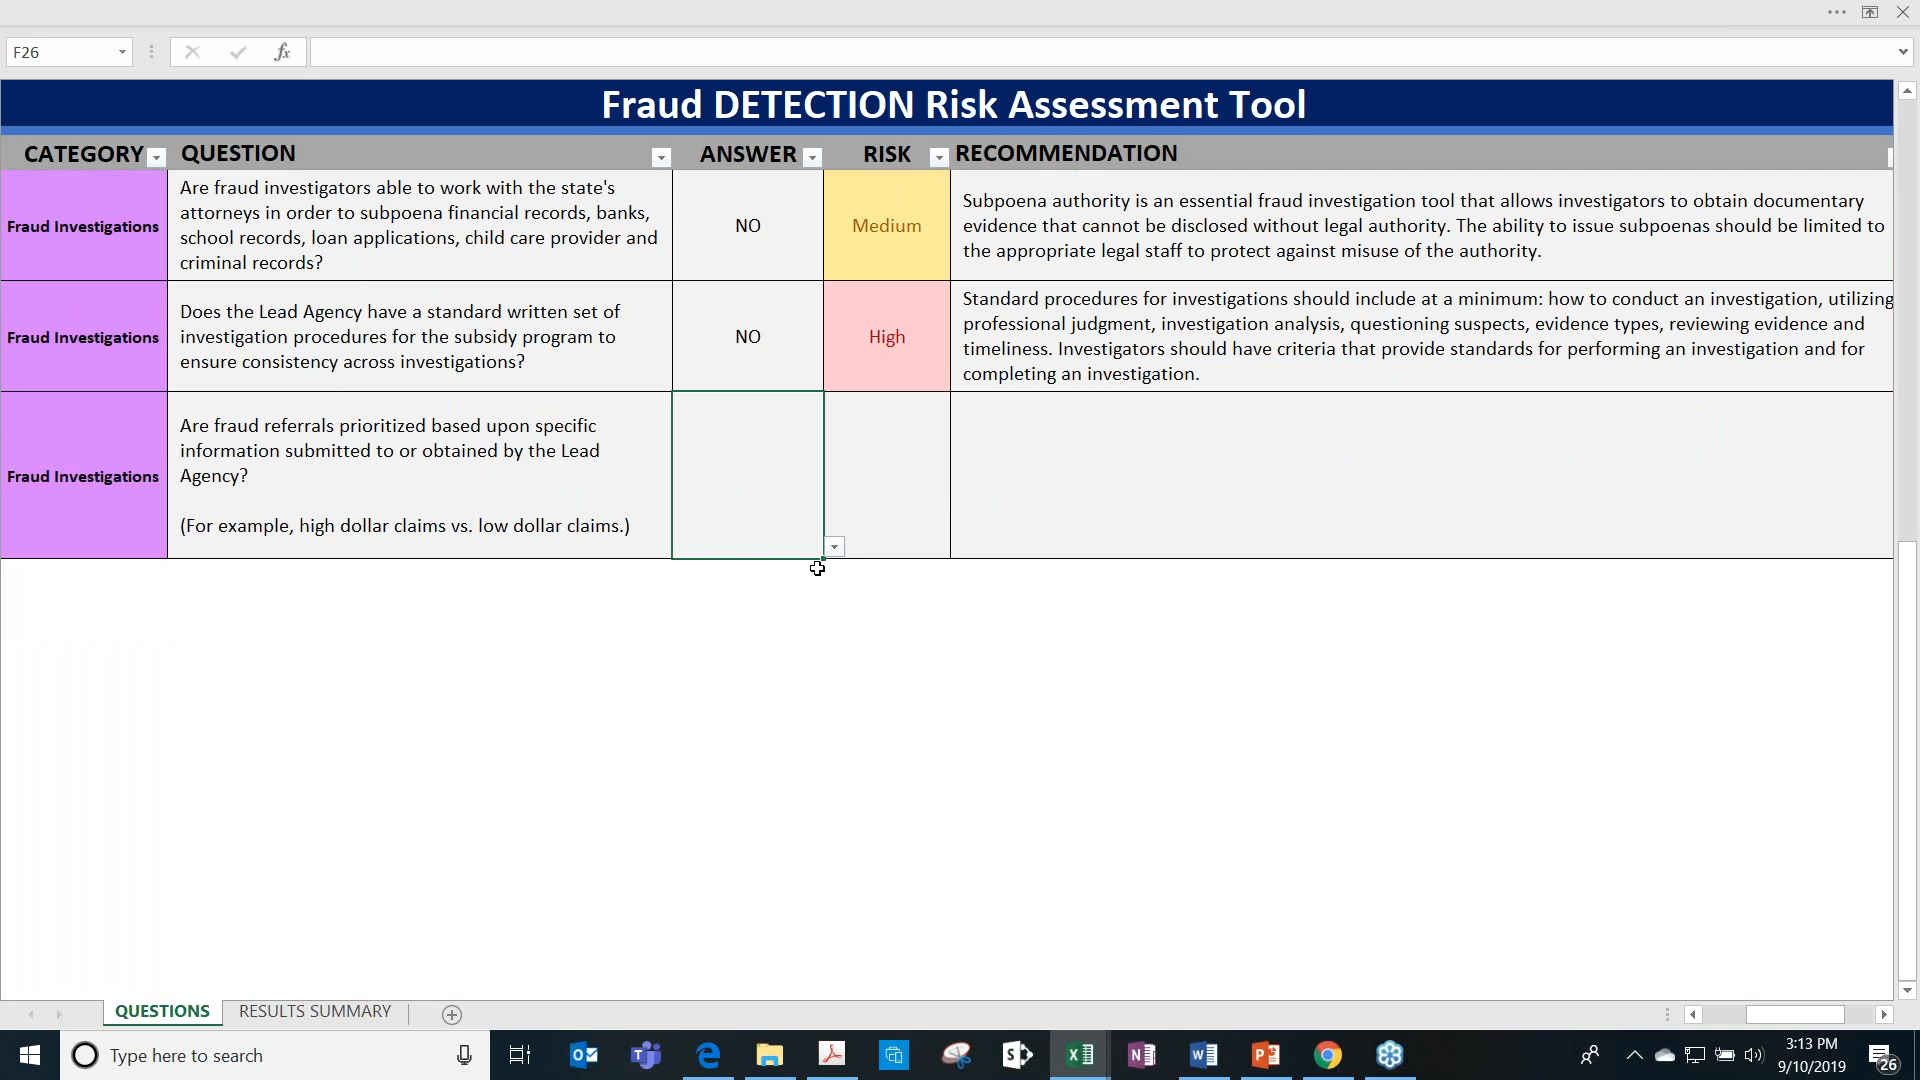 F26
fx
Fraud DETECTION Risk Assessment Tool
CATEGORY QUESTION ANSWER RISK RECOMMENDATION
Fraud Investigations
Are fraud investigators able to work with the state's
attorneys in order to subpoena financial records, banks,
school records, loan applications, child care provider and
criminal records?
NO
Medium
Subpoena authority is an essential fraud investigation tool that allows investigators to obtain documentary
evidence that cannot be disclosed without legal authority. The ability to issue subpoenas should be limited to
the appropriate legal staff to protect against misuse of the authority.
Fraud Investigations
Does the Lead Agency have a standard written set of
investigation procedures for the subsidy program to
ensure consistency across investigations?
NO
High
Standard procedures for investigations should include at a minimum: how to conduct an investigation, utilizing
professional judgment, investigation analysis, questioning suspects, evidence types, reviewing evidence and
timeliness. Investigators should have criteria that provide standards for performing an investigation and for
completing an investigation.
Fraud Investigations
Are fraud referrals prioritized based upon specific
information submitted to or obtained by the Lead
Agency?
(For example, high dollar claims vs. low dollar claims.)
QUESTIONS RESULTS SUMMARY
Type here to search
3:13 PM
9/10/2019
26